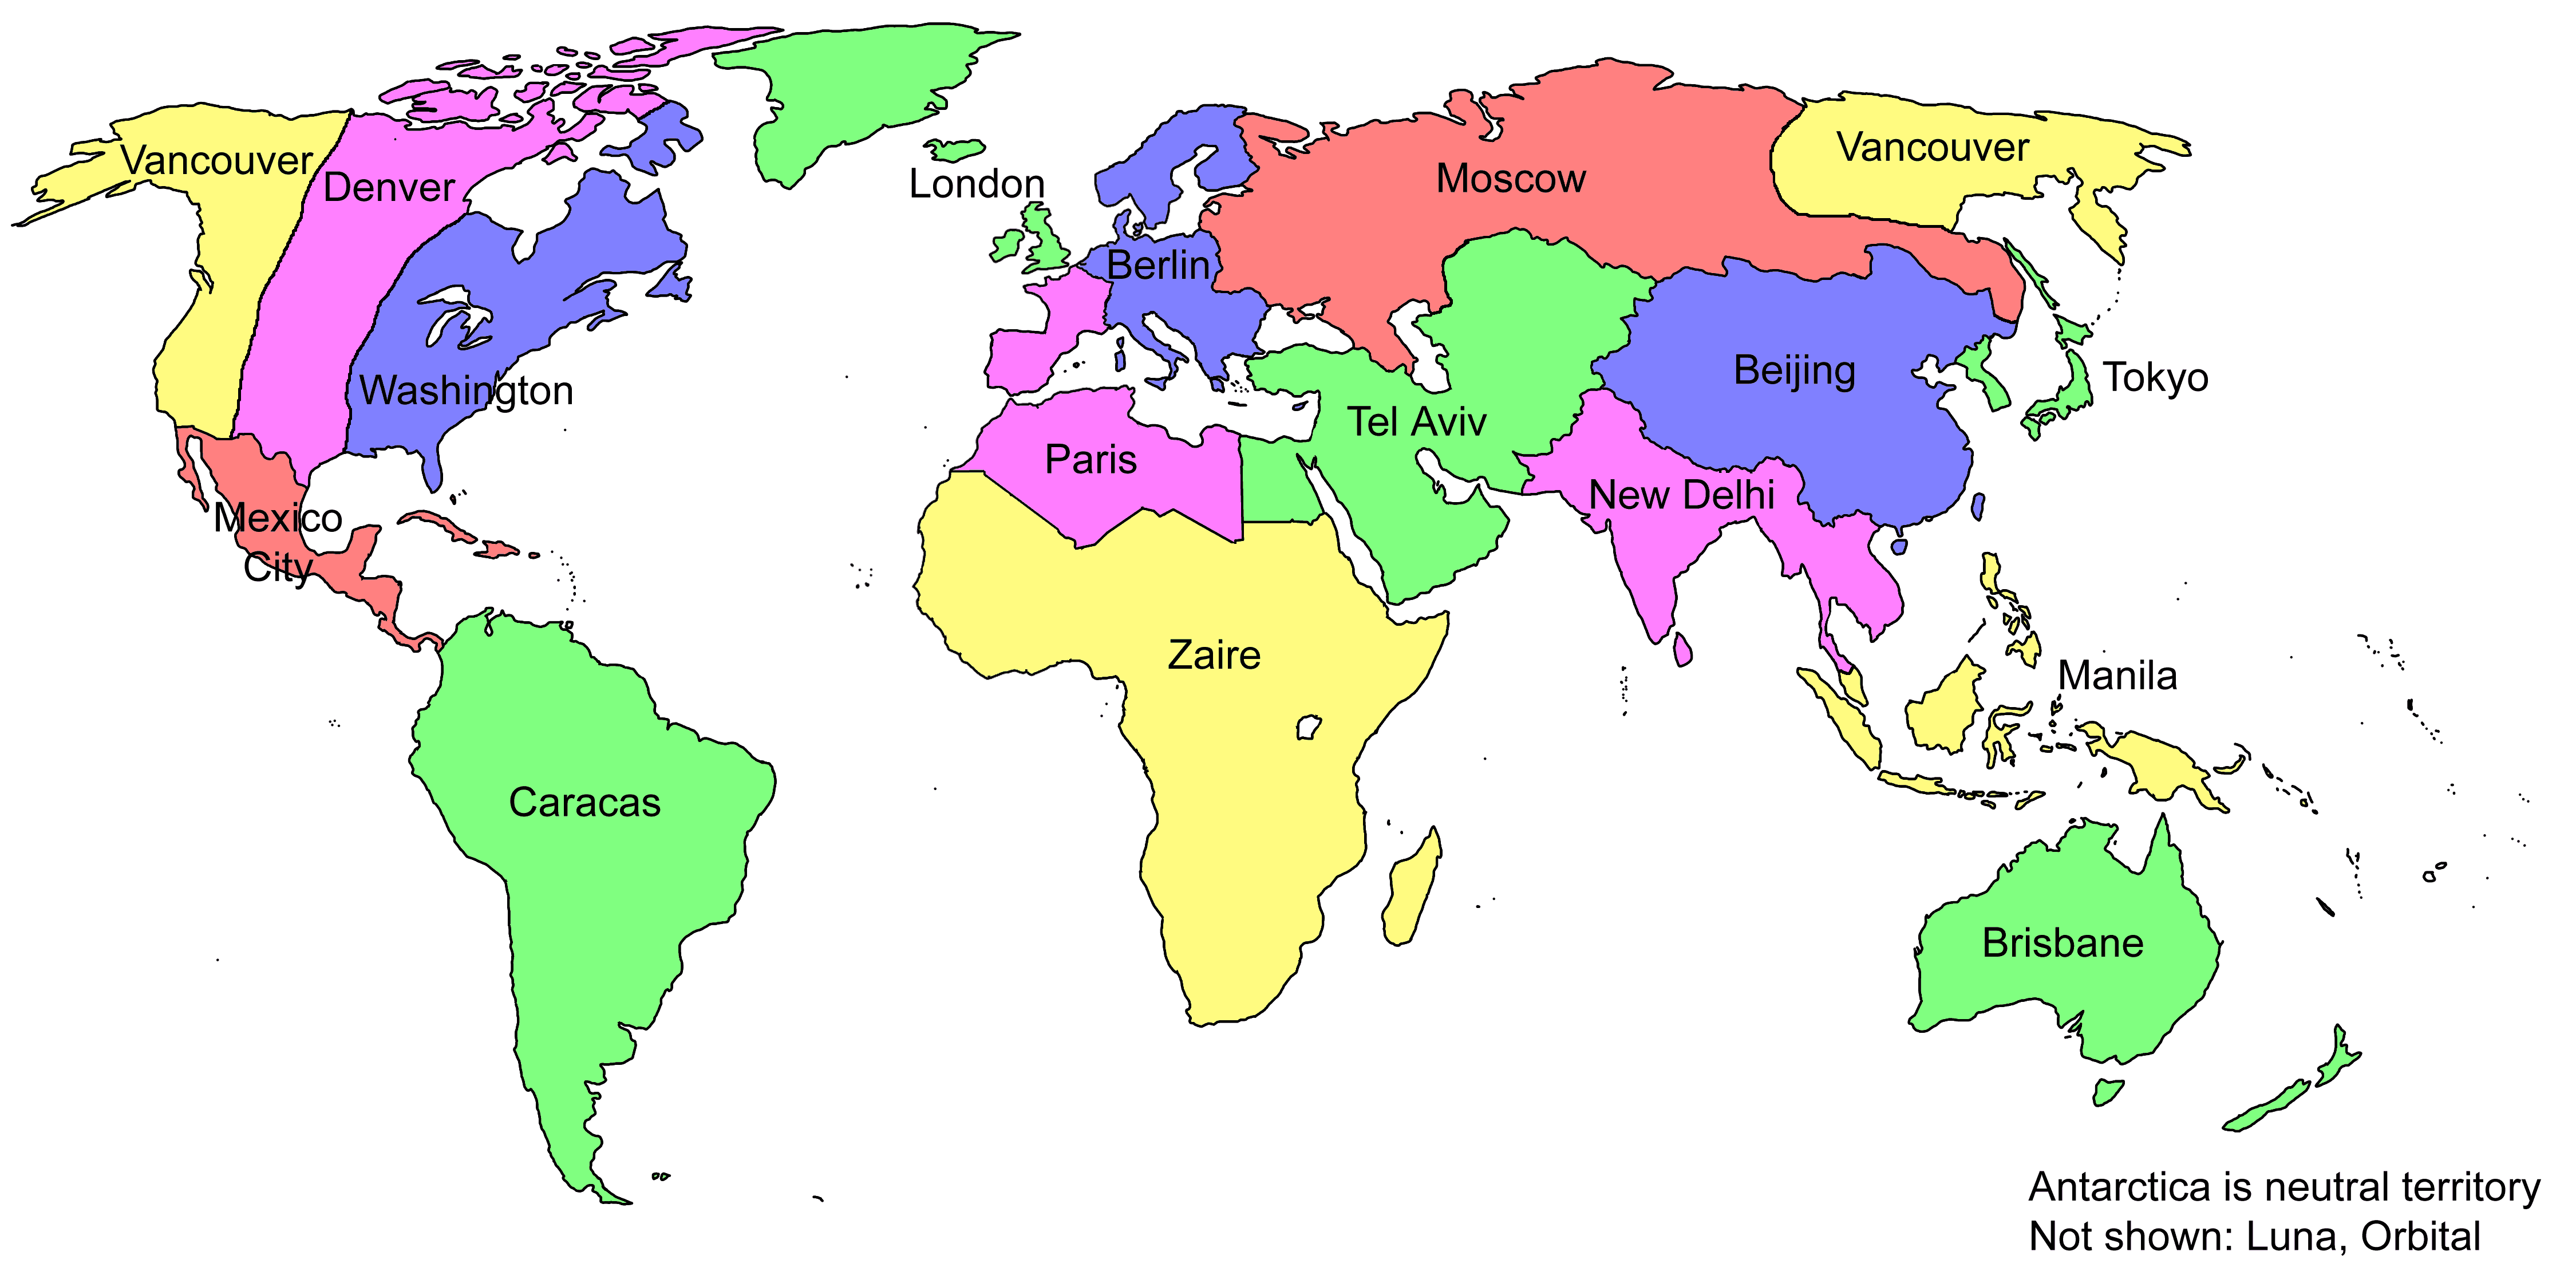 Vancouver
Denver
Washington
Mexico
City
Caracas
London
Berlin
Paris
Zaire
Moscow
Tel Aviv
Vancouver
Beijing
New Delhi
Tokyo
Manila
Brisbane
Antarctica is neutral territory
Not shown: Luna, Orbital